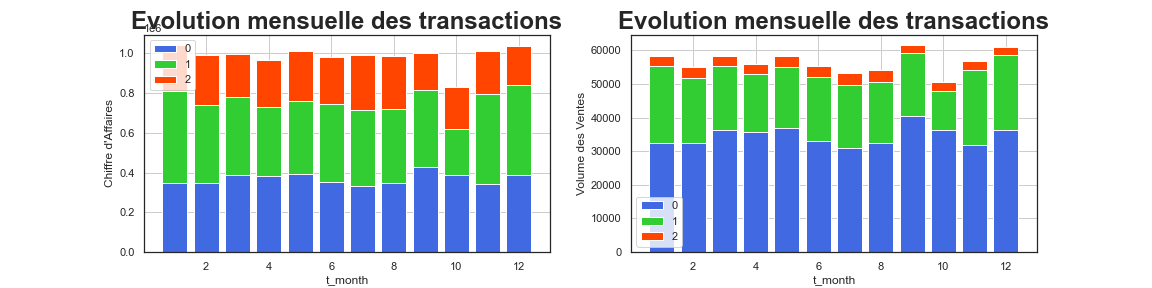 Evolution mensuelle des transactions
1e6
Chiffre d'Affaires
1.0
0.8
0.6
0.4
0.2
0.0
0
1
2
2 4 6 8 10 12
t_month
Evolution mensuelle des transactions
Volume des Ventes
60000
50000
40000
30000
20000
10000
0
0
1
2
2 4 6 8 10 12
t_month